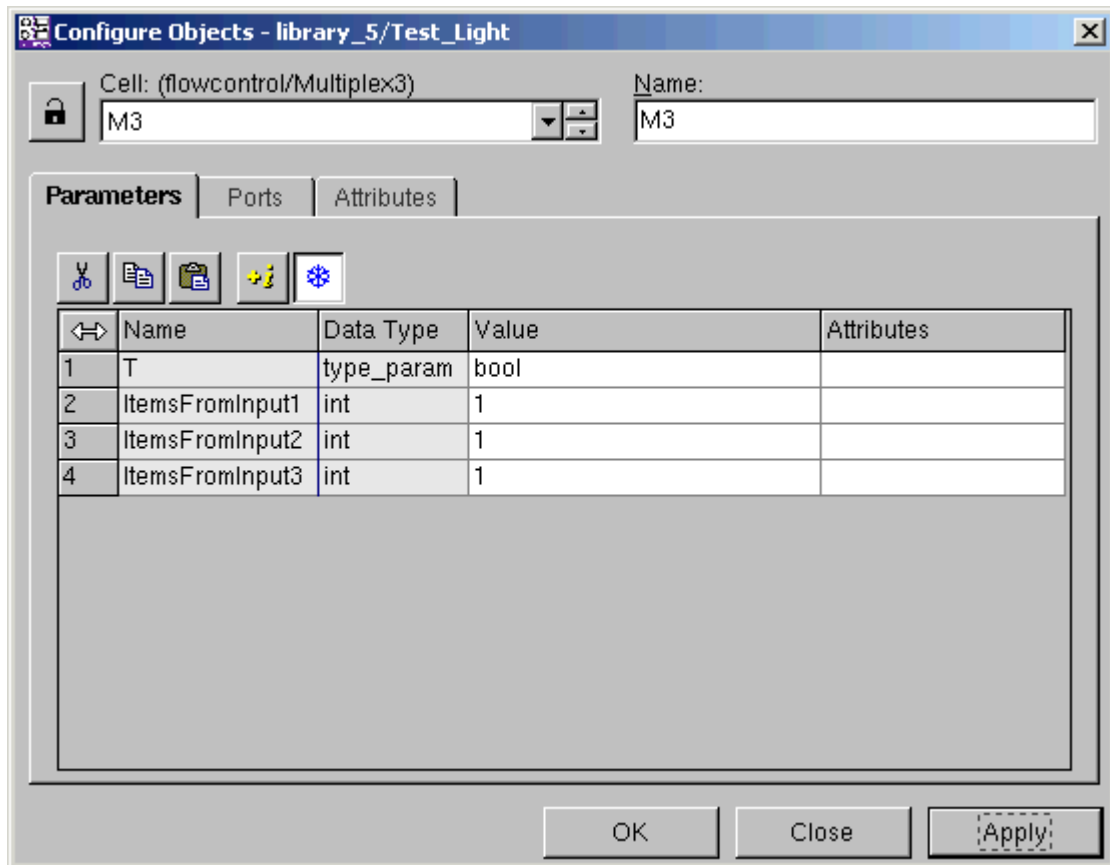 Configure Objects - library_5/Test_Light
Cell: (flowcontrol/Multiplex3)
Name:
M3
M3
Parameters
Ports
Attributes
Name Data Type Value Attributes
1 T type_param bool
2 ItemsFromInput1 int 1
3 ItemsFromInput2 int 1
4 ItemsFromInput3 int 1
OK
Close
Apply